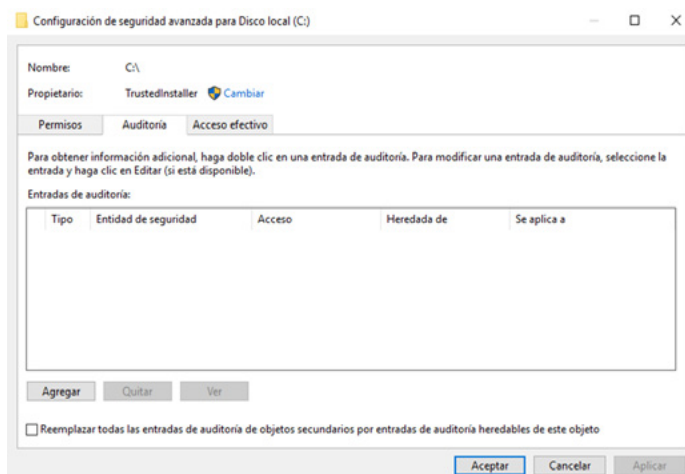 Configuración de seguridad avanzada para Disco local (C:)
Nombre: C:\
Propietario: TrustedInstaller Cambiar
Permisos Auditoría Acceso efectivo
Para obtener información adicional, haga doble clic en una entrada de auditoría. Para modificar una entrada de auditoría, seleccione la
entrada y haga clic en Editar (si está disponible).
Entradas de auditoría:
Tipo Entidad de seguridad Acceso Heredada de Se aplica a
Agregar Quitar Ver
Reemplazar todas las entradas de auditoría de objetos secundarios por entradas de auditoría heredables de este objeto
Aceptar Cancelar Aplicar